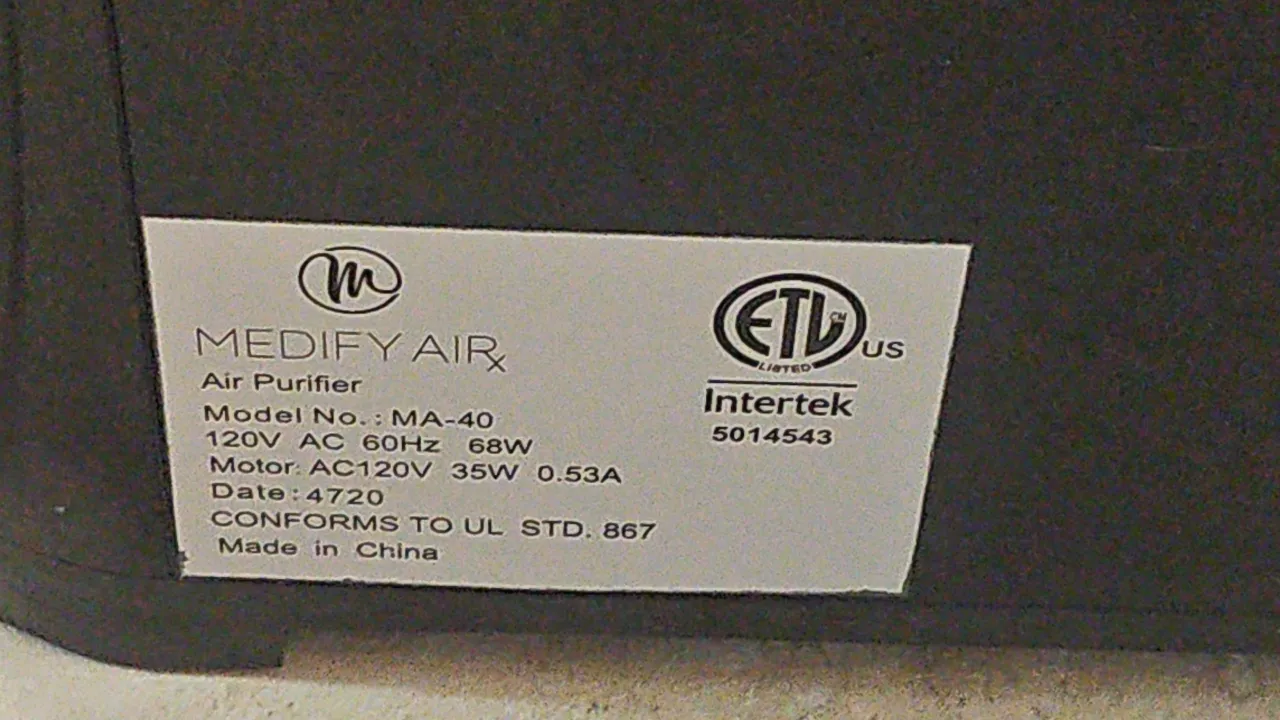 m
MEDIFY AIRx
Air Purifier
Model No.: MA-40
120V AC 60Hz 68W
Motor: AC120V 35W 0.53A
Date: 4720
CONFORMS TO UL STD. 867
Made in China
ETL CM
LISTED
US
Intertek
5014543